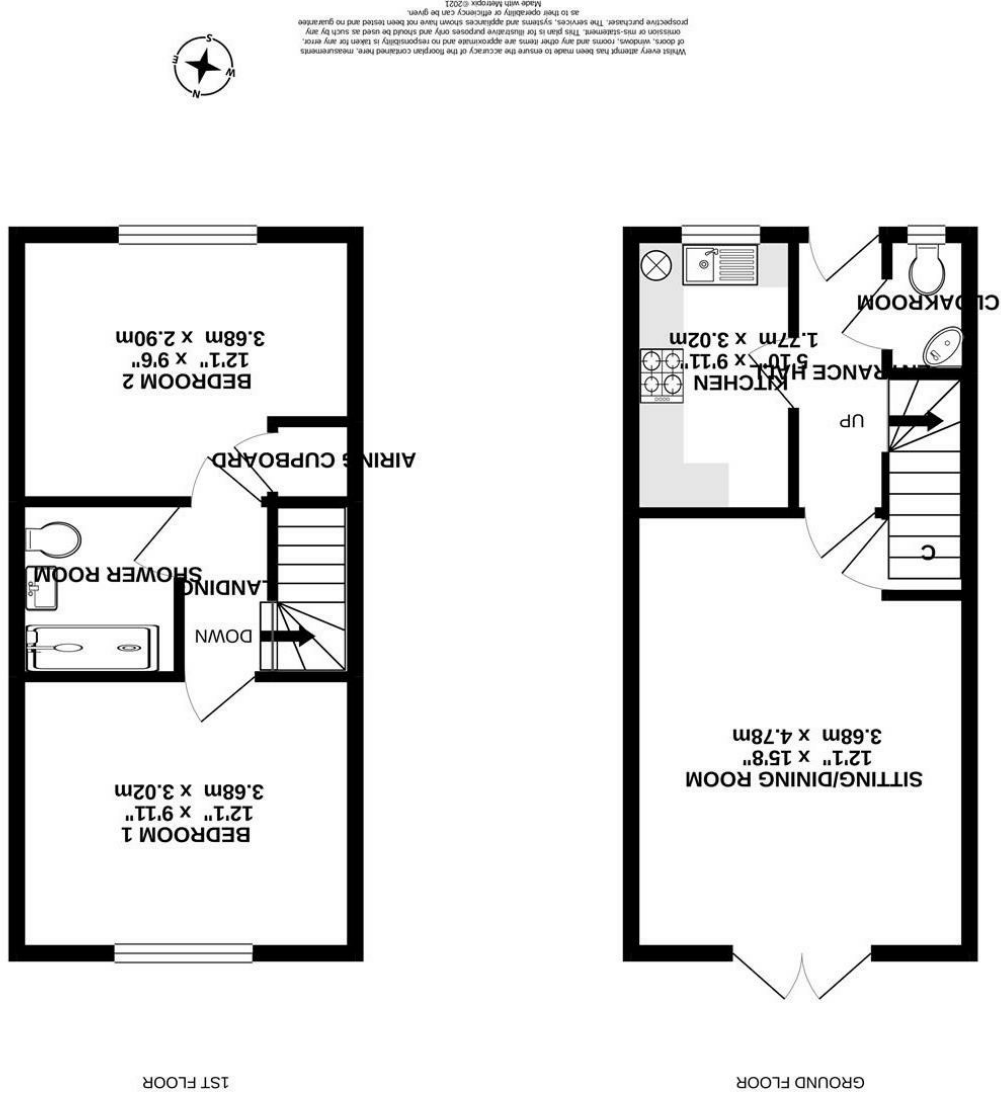 GROUND FLOOR
1ST FLOOR
SITTING/DINING ROOM
12'1" x 15'8"
3.68m x 4.78m
C
UP
KITCHEN
5'10" x 9'11"
1.77m x 3.02m
ENTRANCE HALL
CLOAKROOM
BEDROOM 1
12'1" x 9'11"
3.68m x 3.02m
DOWN
LANDING
SHOWER ROOM
AIRING CUPBOARD
BEDROOM 2
12'1" x 9'6"
3.68m x 2.90m
N
E
W
S
Whilst every attempt has been made to ensure the accuracy of the floorplan contained here, measurements
of doors, windows, rooms and any other items are approximate and no responsibility is taken for any error,
omission or mis-statement. This plan is for illustrative purposes only and should be used as such by any
prospective purchaser. The services, systems and appliances shown have not been tested and no guarantee
as to their operability or efficiency can be given.
Made with Metropix ©2021